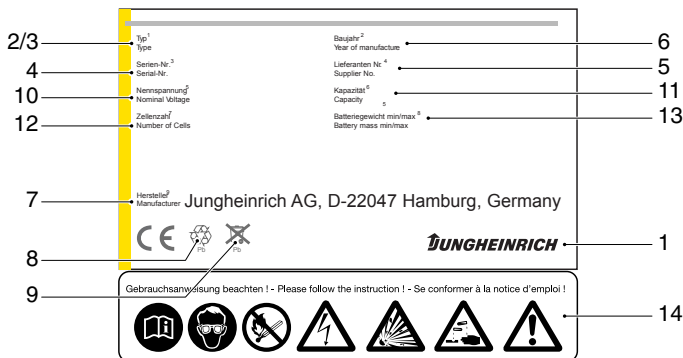 2/3 Typ1 Baujahr2 6
Type Year of manufacture
4 Serien-Nr.3 Lieferanten Nr.4 5
Serial-Nr. Supplier No.
10 Nennspannung5 Kapazität6 11
Nominal Voltage Capacity 5
12 Zellenzahl7 Batteriegewicht min/max8 13
Number of Cells Battery mass min/max
7 Hersteller9
Manufacturer Jungheinrich AG, D-22047 Hamburg, Germany
CE Pb Pb JUNGHEINRICH 1
8
9
Gebrauchsanweisung beachten ! - Please follow the instruction ! - Se conformer à la notice d'emploi !
i 14